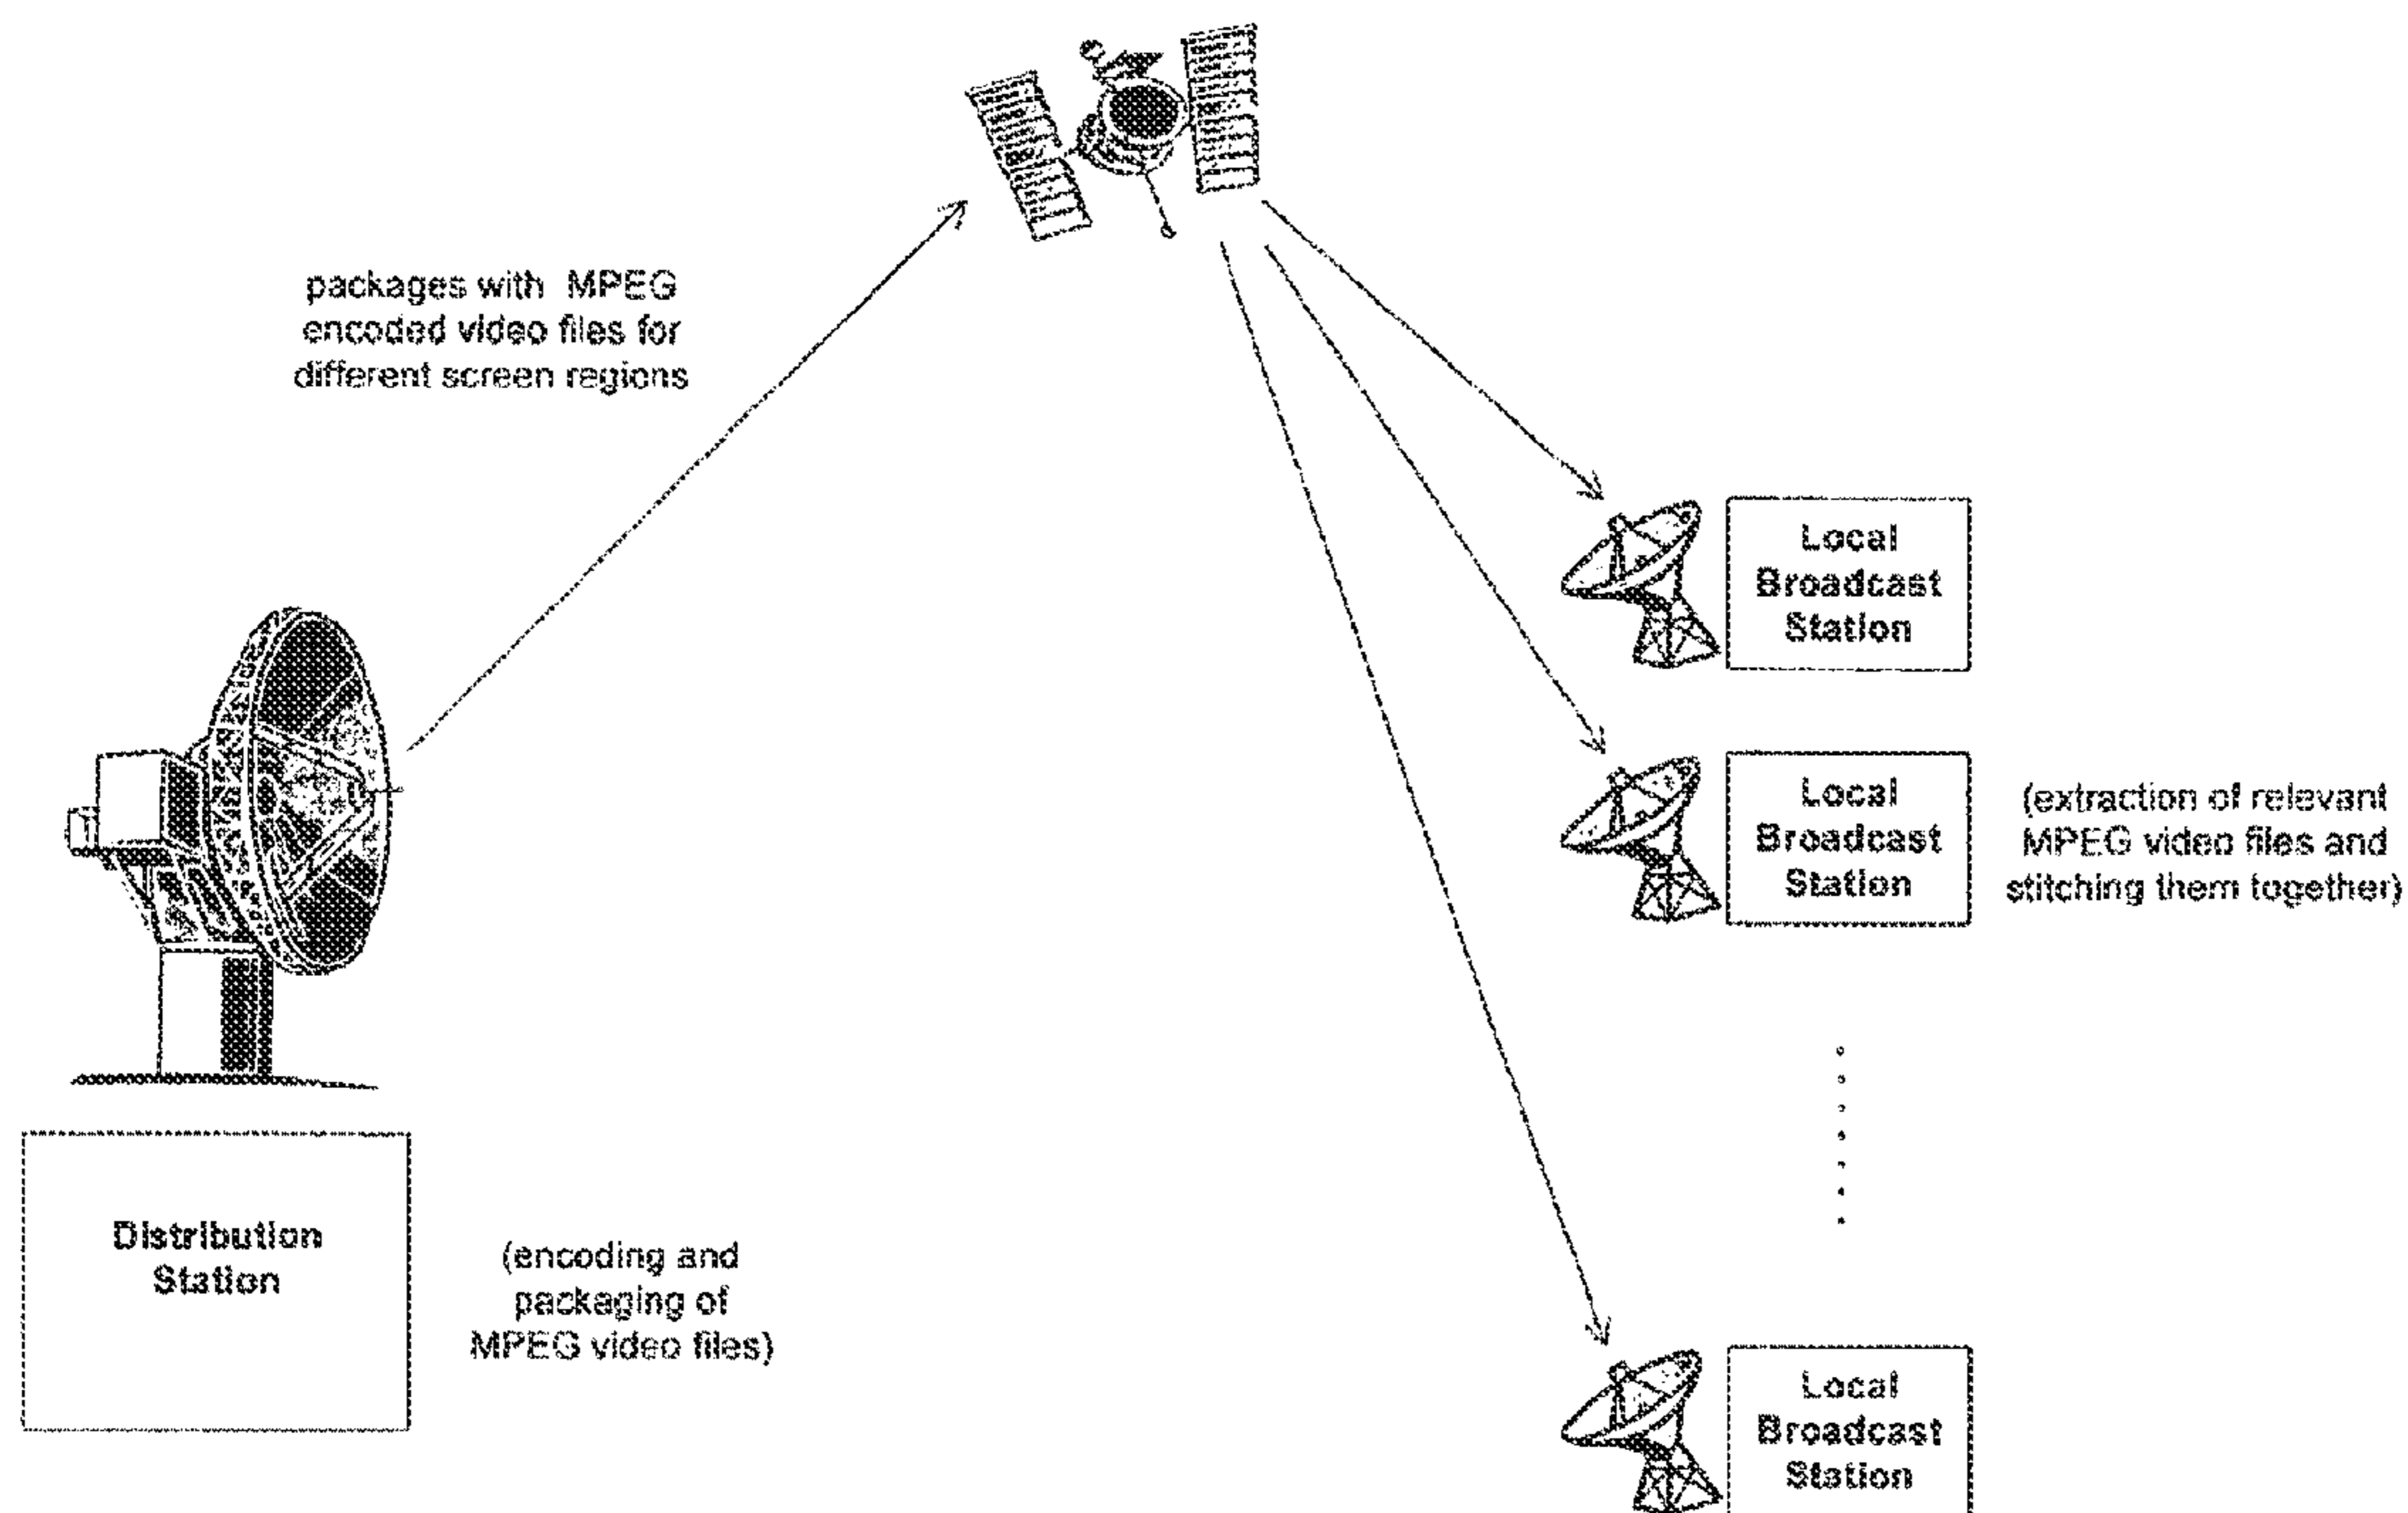 packages with MPEG
encoded video files for
different screen regions
Local
Broadcast
Station
Local
Broadcast
Station
(extraction of relevant
MPEG video files and
stitching them together)
Distribution
Station
(encoding and
packaging of
MPEG video files)
Local
Broadcast
Station